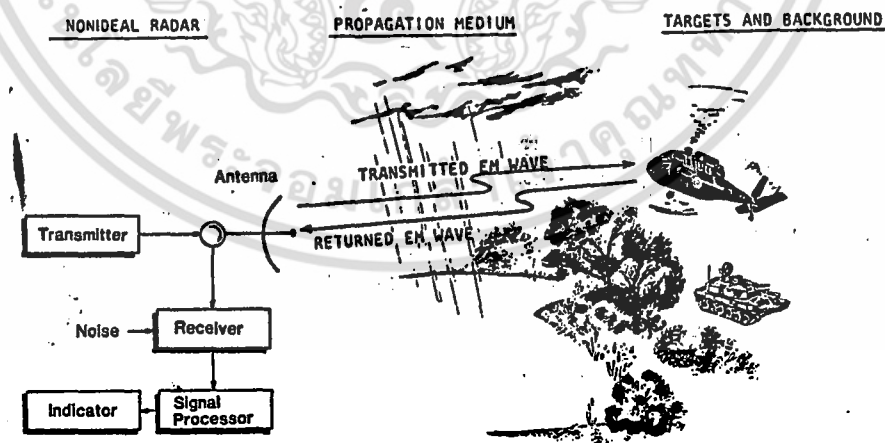 NONIDEAL RADAR
PROPAGATION MEDIUM
TARGETS AND BACKGROUND
Antenna
TRANSMITTED EM WAVE
RETURNED EM WAVE
Transmitter
Noise
Receiver
Indicator
Signal
Processor